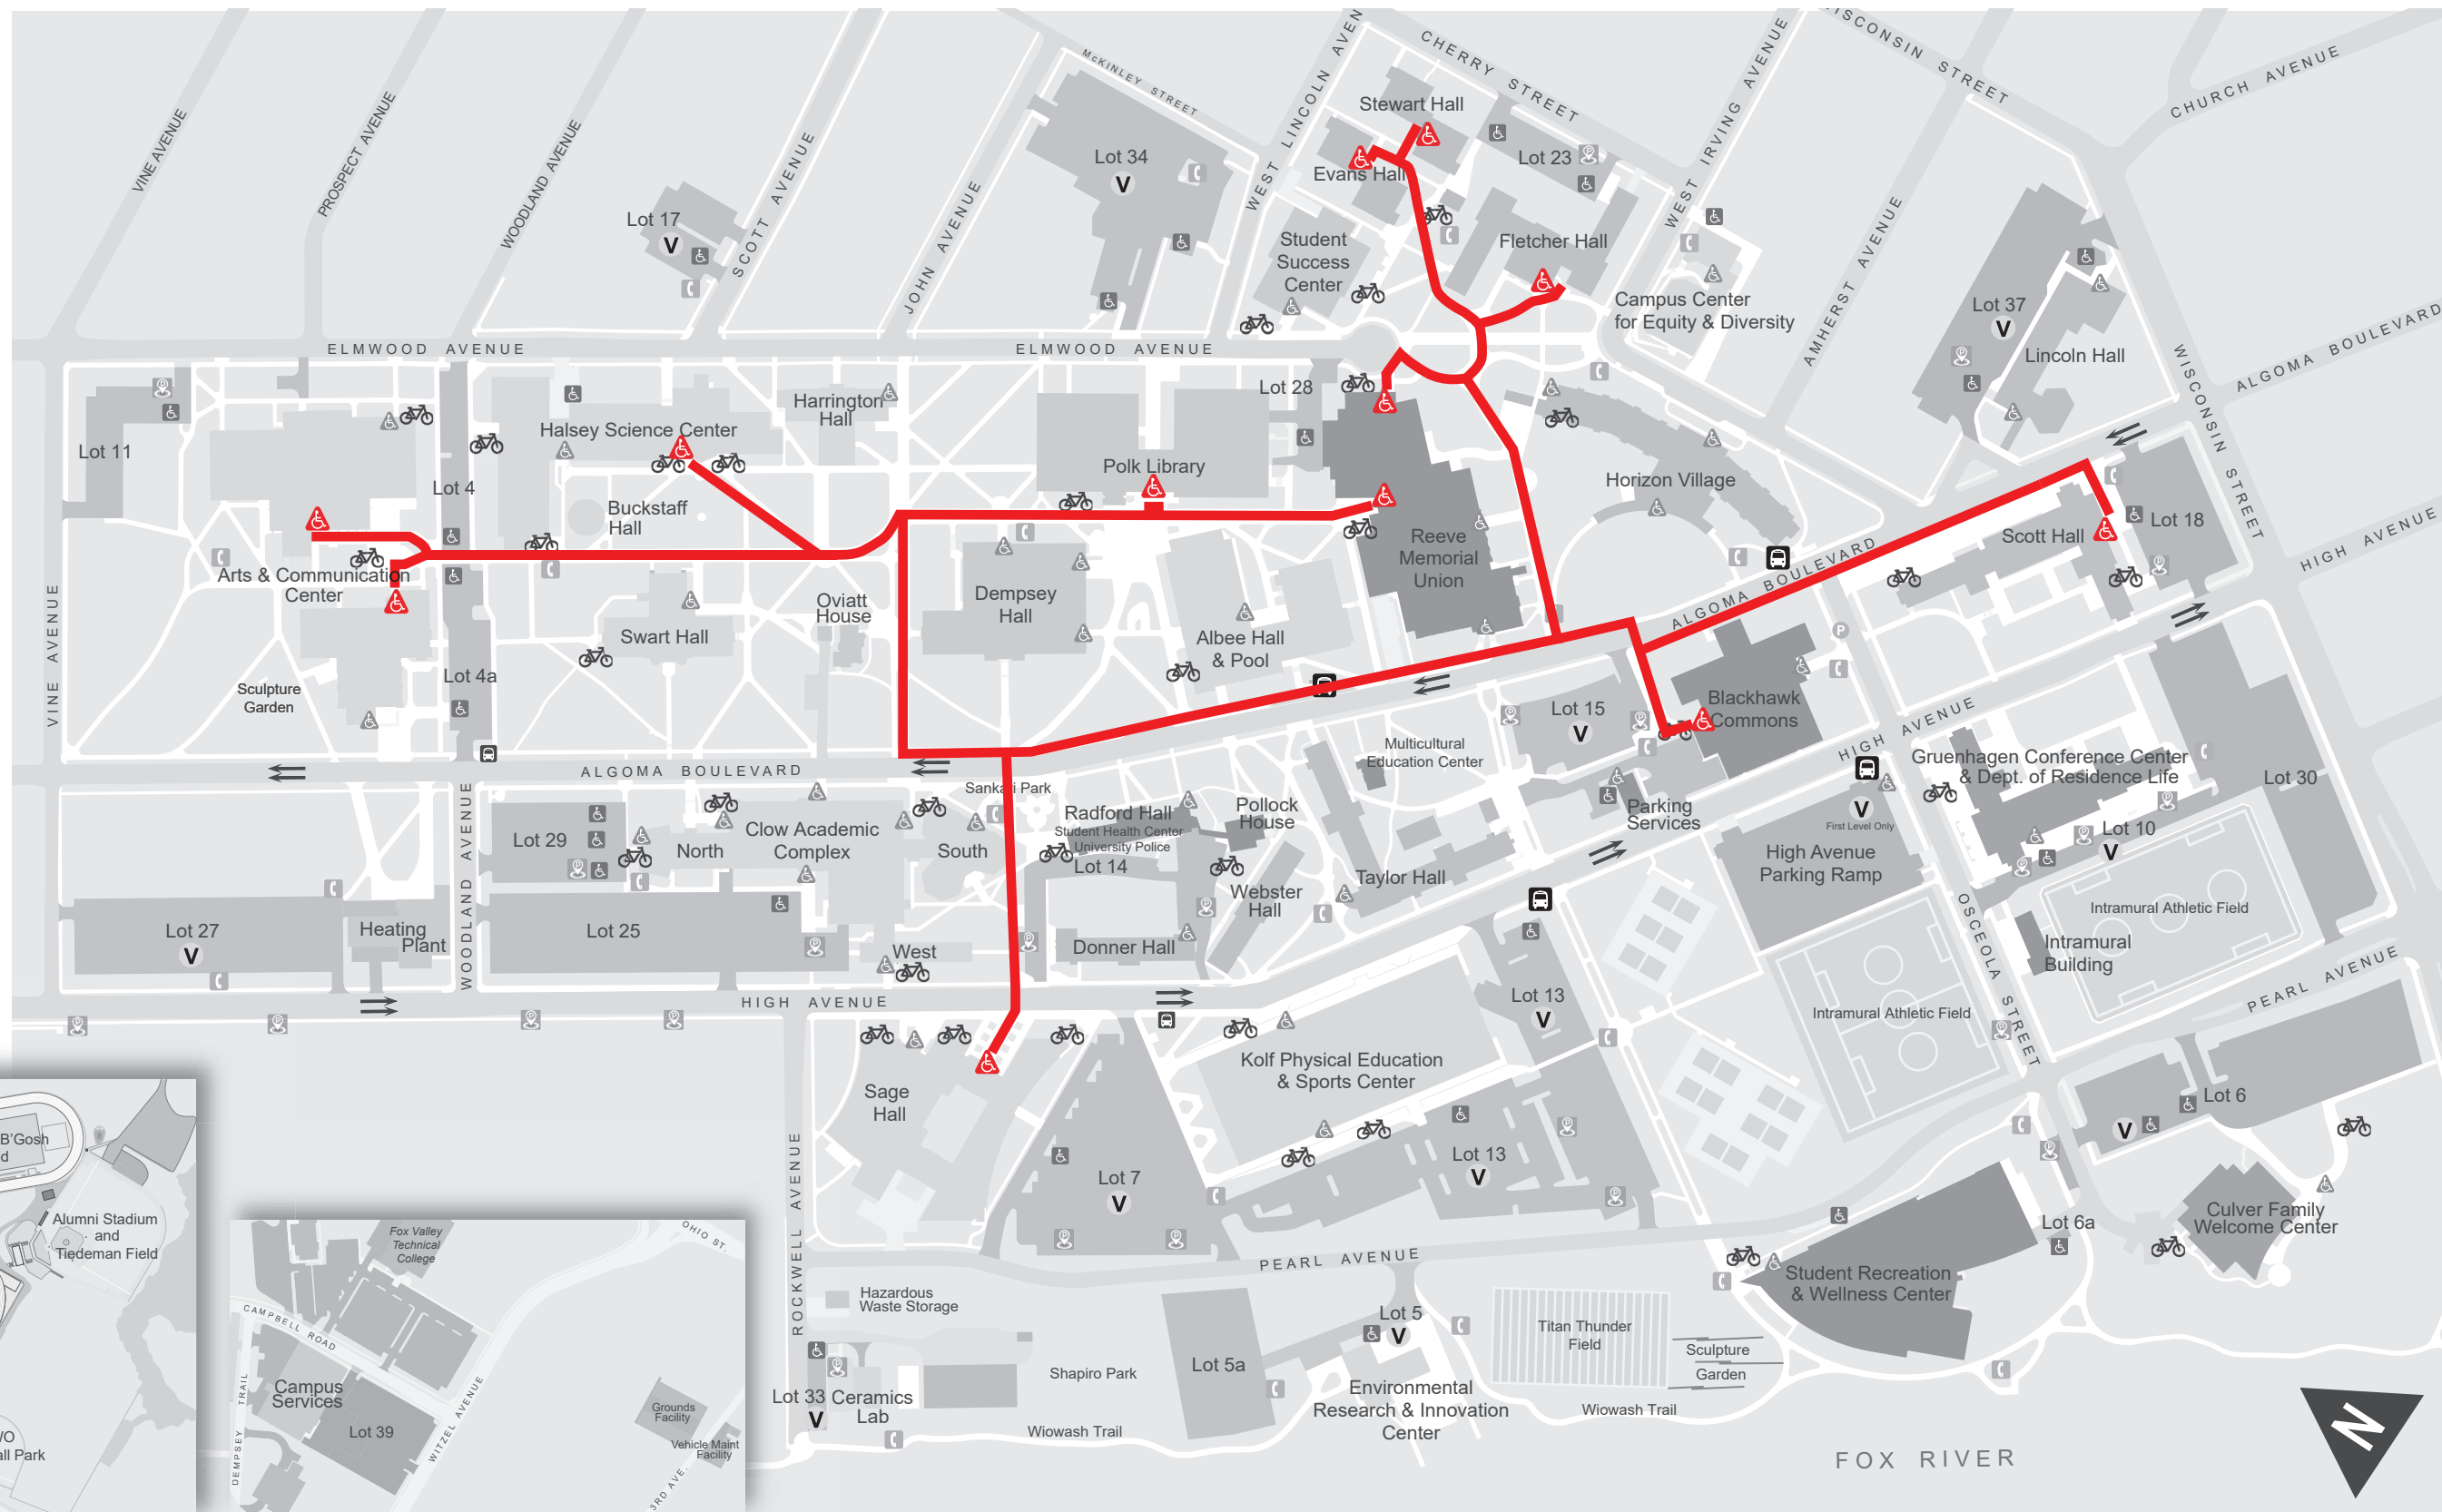 VINE AVENUE
PROSPECT AVENUE
WOODLAND AVENUE
Lot 17
V
SCOTT AVENUE
JOHN AVENUE
McKINLEY STREET
Lot 34
V
WEST LINCOLN AVEN
CHERRY STREET
Stewart Hall
Evans Hall
Lot 23
WEST IRVING AVENUE
WISCONSIN STREET
CHURCH AVENUE
Student
Success
Center
Fletcher Hall
Campus Center
for Equity & Diversity
AMHERST AVENUE
Lot 37
V
Lincoln Hall
WISCONSIN STREET
ALGOMA BOULEVARD
HIGH AVENUE
ELMWOOD AVENUE
ELMWOOD AVENUE
Lot 11
Lot 4
Halsey Science Center
Buckstaff
Hall
Harrington
Hall
Polk Library
Lot 28
Reeve
Memorial
Union
Horizon Village
Scott Hall
Lot 18
Arts & Communication
Center
VINE AVENUE
Sculpture
Garden
Lot 4a
Swart Hall
Oviatt
House
Dempsey
Hall
Albee Hall
& Pool
ALGOMA BOULEVARD
P
Blackhawk
Commons
Lot 15
V
Multicultural
Education Center
HIGH AVENUE
Gruenhagen Conference Center
& Dept. of Residence Life
Lot 30
ALGOMA BOULEVARD
Sankari Park
Radford Hall
Student Health Center
University Police
Lot 14
Pollock
House
Parking
Services
V
First Level Only
High Avenue
Parking Ramp
Lot 10
V
WOODLAND AVENUE
Lot 29
North
Clow Academic
Complex
South
Webster
Hall
Taylor Hall
OSCEOLA STREET
Intramural Athletic Field
Lot 27
V
Heating
Plant
Lot 25
West
Donner Hall
Intramural
Building
PEARL AVENUE
HIGH AVENUE
Lot 13
V
Intramural Athletic Field
Sage
Hall
Kolf Physical Education
& Sports Center
Lot 6
V
ROCKWELL AVENUE
Lot 7
V
Lot 13
V
Culver Family
Welcome Center
Lot 6a
PEARL AVENUE
Student Recreation
& Wellness Center
B'Gosh
d
Alumni Stadium
and
Tiedeman Field
/O
all Park
Fox Valley
Technical
College
OHIO ST.
CAMPBELL ROAD
Campus
Services
Lot 39
DEMPSEY TRAIL
WITZEL AVENUE
Grounds
Facility
Vehicle Maint
Facility
3RD AVE.
Hazardous
Waste Storage
Lot 33
V
Ceramics
Lab
Shapiro Park
Wiowash Trail
Lot 5a
Lot 5
V
Environmental
Research & Innovation
Center
Titan Thunder
Field
Sculpture
Garden
Wiowash Trail
FOX RIVER
N